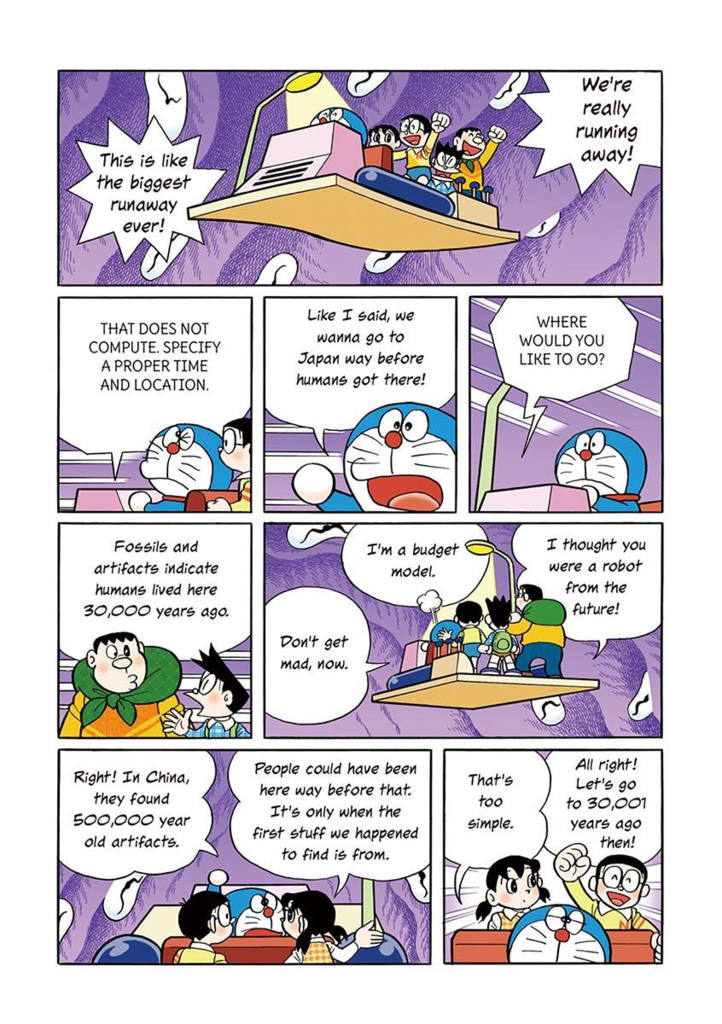 We're
really
running
away!
This is like
the biggest
runaway
ever!
WHERE
WOULD YOU
LIKE TO GO?
Like I said, we
wanna go to
Japan way before
humans got there!
THAT DOES NOT
COMPUTE. SPECIFY
A PROPER TIME
AND LOCATION.
I thought you
were a robot
from the
future!
I'm a budget
model.
Don't get
mad, now.
Fossils and
artifacts indicate
humans lived here
30,000 years ago.
All right!
Let's go
to 30,001
years ago
then!
That's
too
simple.
People could have been
here way before that.
It's only when the
first stuff we happened
to find is from.
Right! In China,
they found
500,000 year
old artifacts.